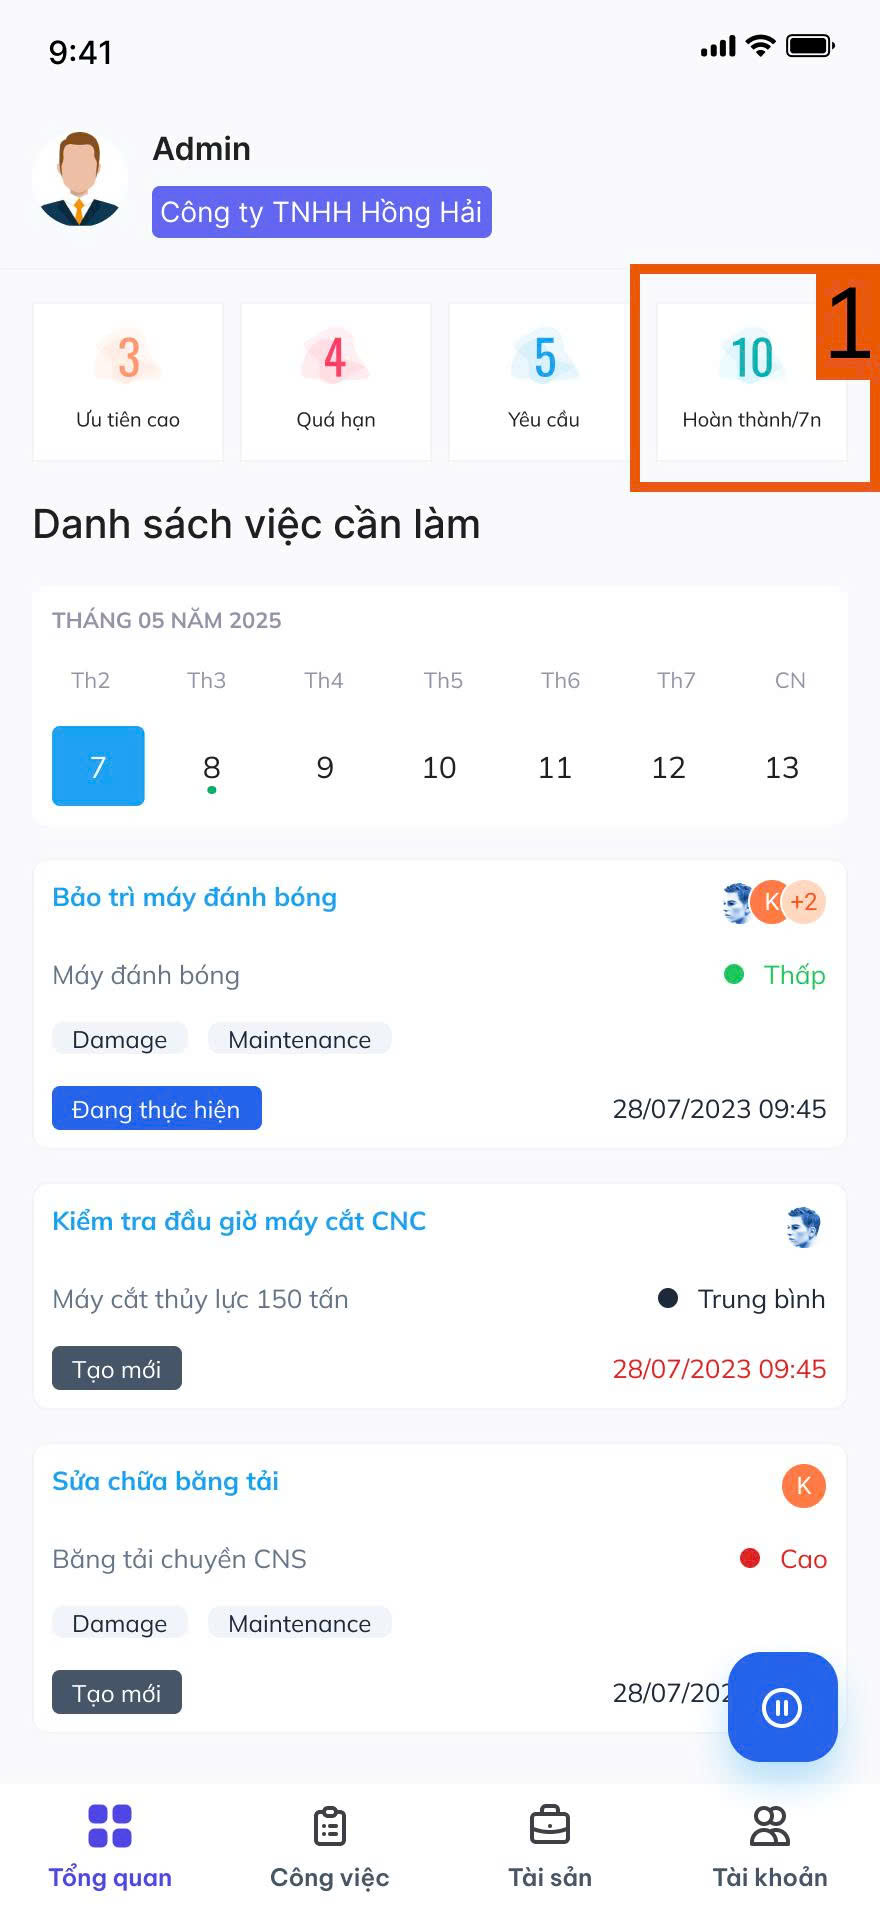 9:41
Admin
Công ty TNHH Hồng Hải
1
3
4
5
10
Ưu tiên cao
Quá hạn
Yêu cầu
Hoàn thành/7n
Danh sách việc cần làm
THÁNG 05 NĂM 2025
Th2 Th3 Th4 Th5 Th6 Th7 CN
7 8 9 10 11 12 13
Bảo trì máy đánh bóng
K +2
Máy đánh bóng
Thấp
Damage Maintenance
Đang thực hiện
28/07/2023 09:45
Kiểm tra đầu giờ máy cắt CNC
Máy cắt thủy lực 150 tấn
Trung bình
Tạo mới
28/07/2023 09:45
Sửa chữa băng tải
K
Băng tải chuyền CNS
Cao
Damage Maintenance
Tạo mới
28/07/202
Tổng quan
Công việc
Tài sản
Tài khoản